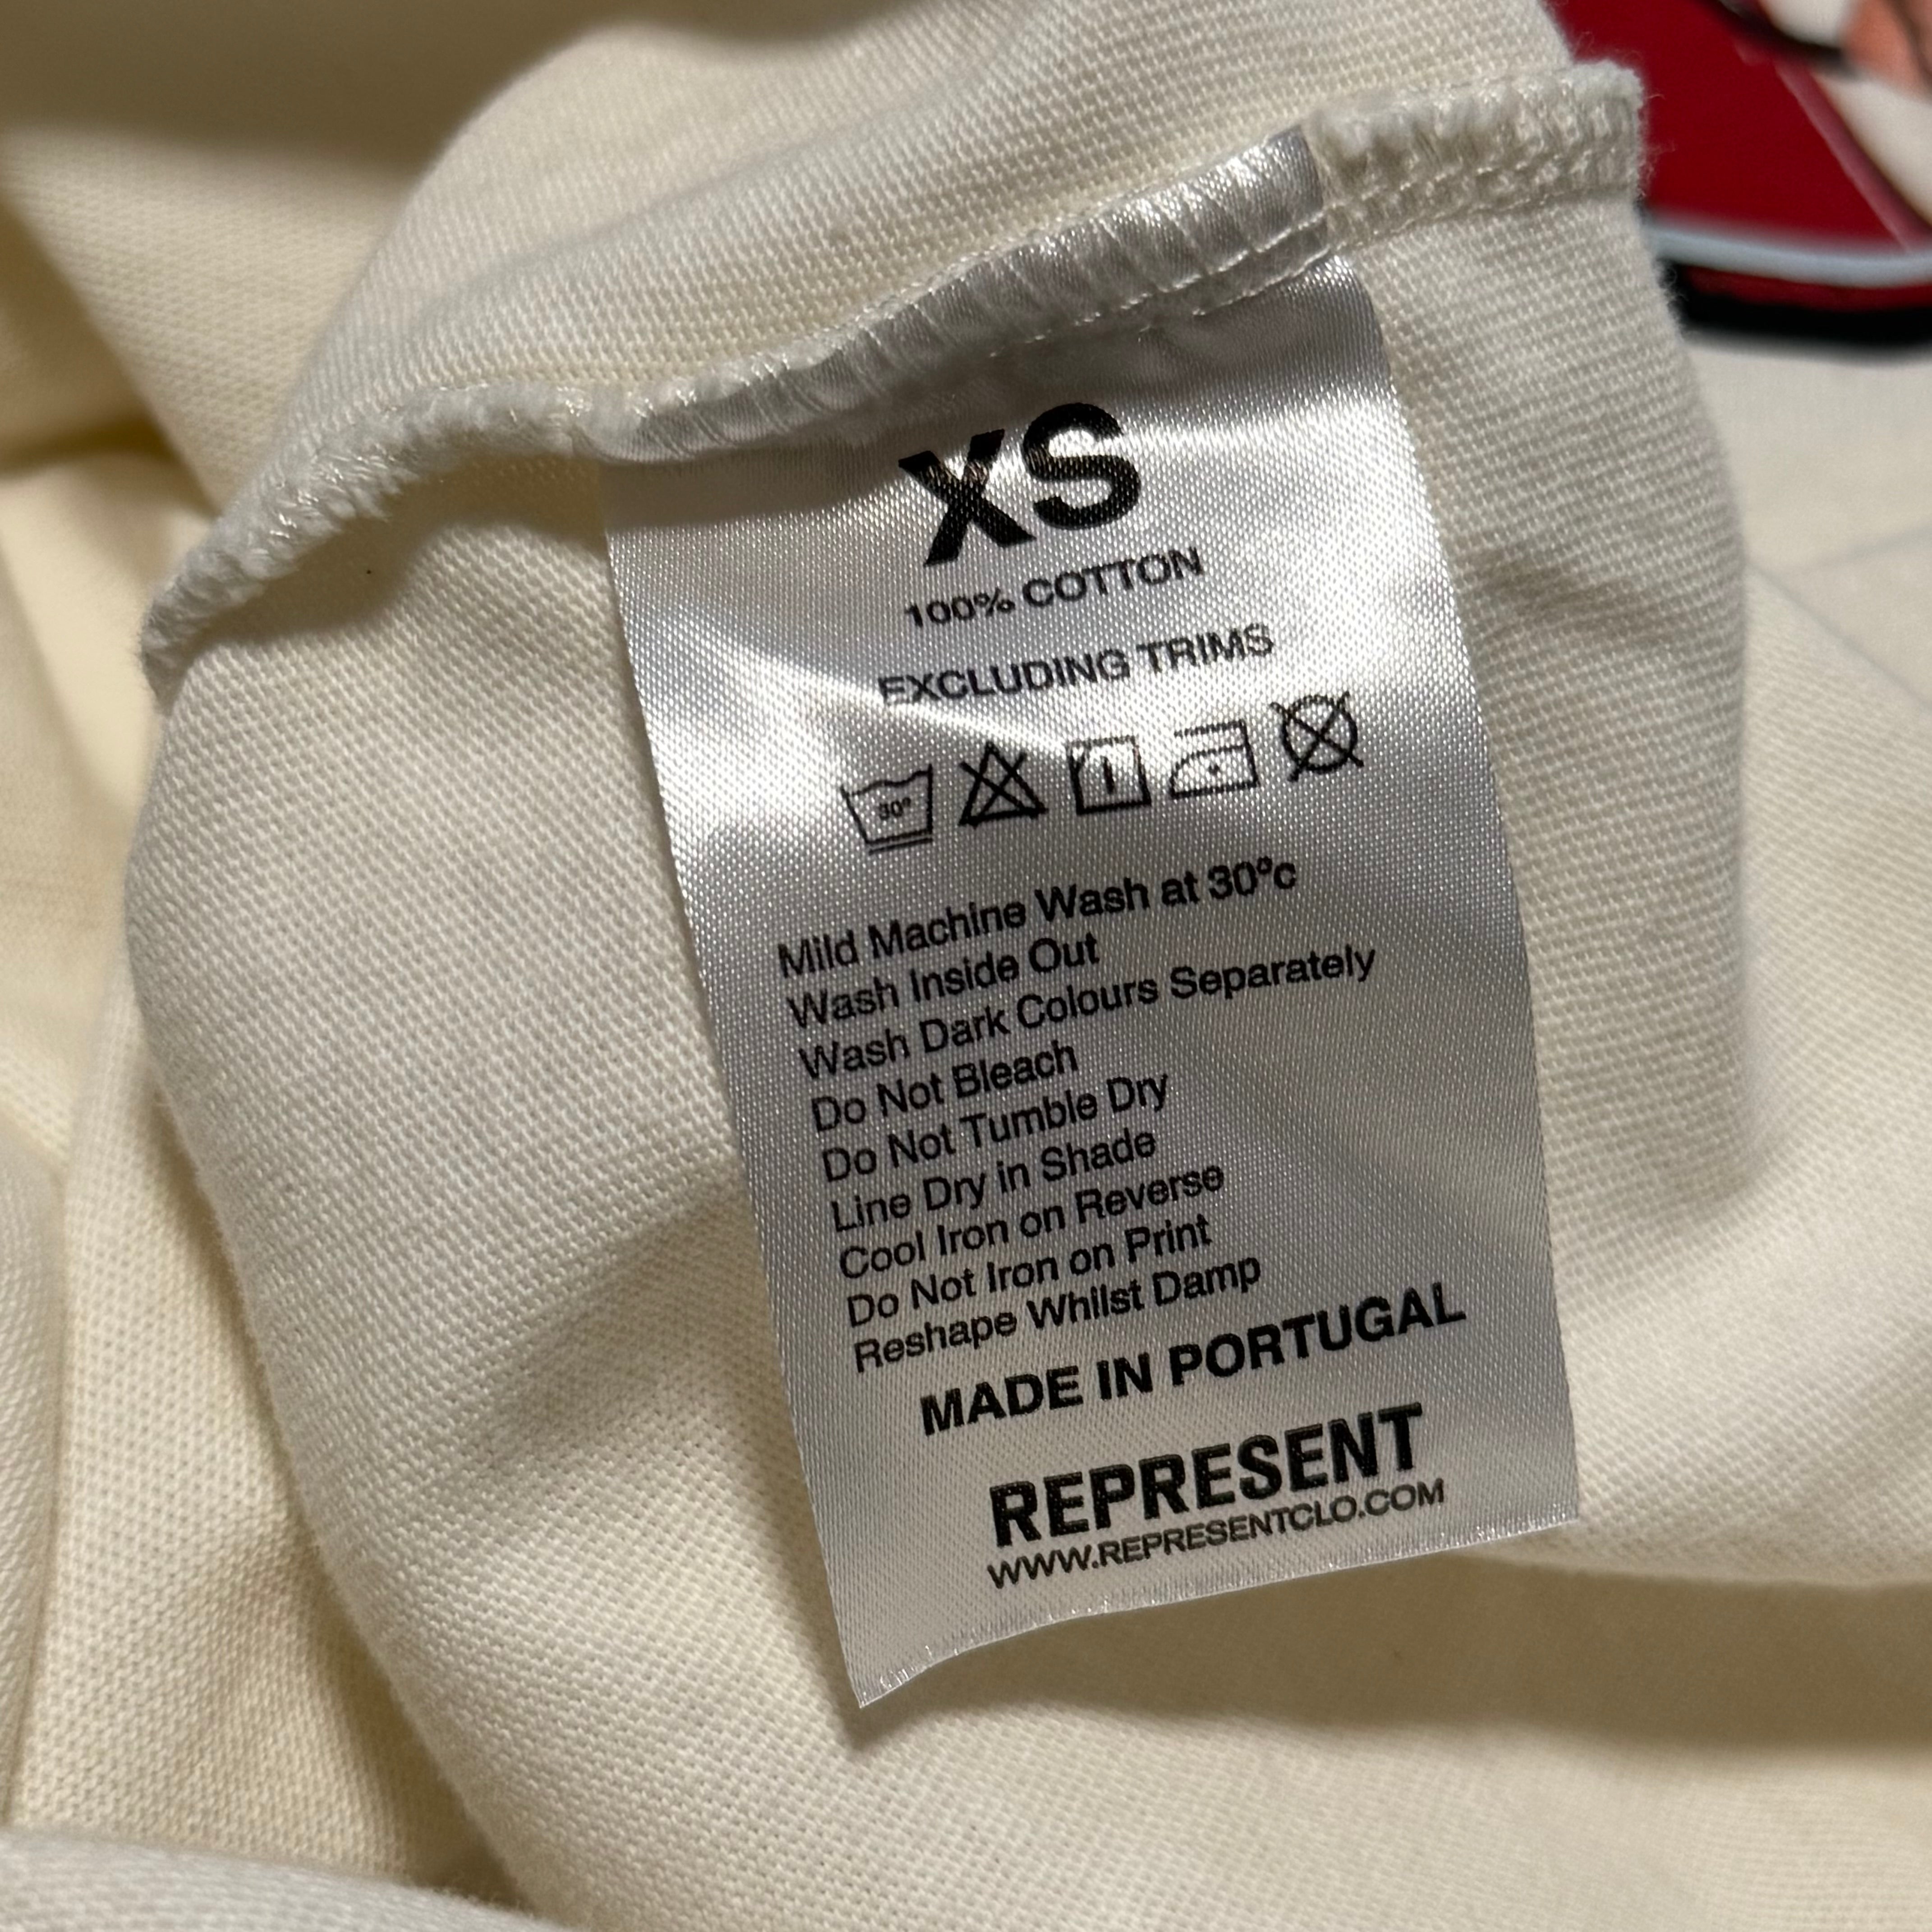 XS
100% COTTON
EXCLUDING TRIMS
30°
Mild Machine Wash at 30°c
Wash Inside Out
Wash Dark Colours Separately
Do Not Bleach
Do Not Tumble Dry
Line Dry in Shade
Cool Iron on Reverse
Do Not Iron on Print
Reshape Whilst Damp
MADE IN PORTUGAL
REPRESENT
WWW.REPRESENTCLO.COM